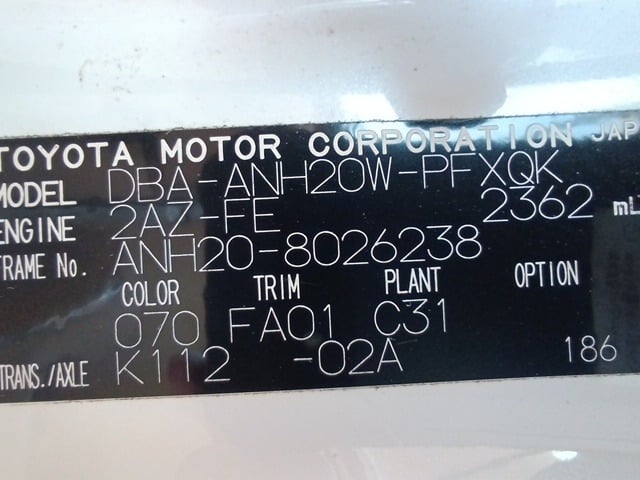 TOYOTA MOTOR CORPORATION JAP
MODEL DBA-ANH20W-PFXQK
ENGINE 2AZ-FE 2362 mL
FRAME No. ANH20-8026238
COLOR TRIM PLANT OPTION
070 FA01 C31
TRANS./AXLE K112 -02A 186